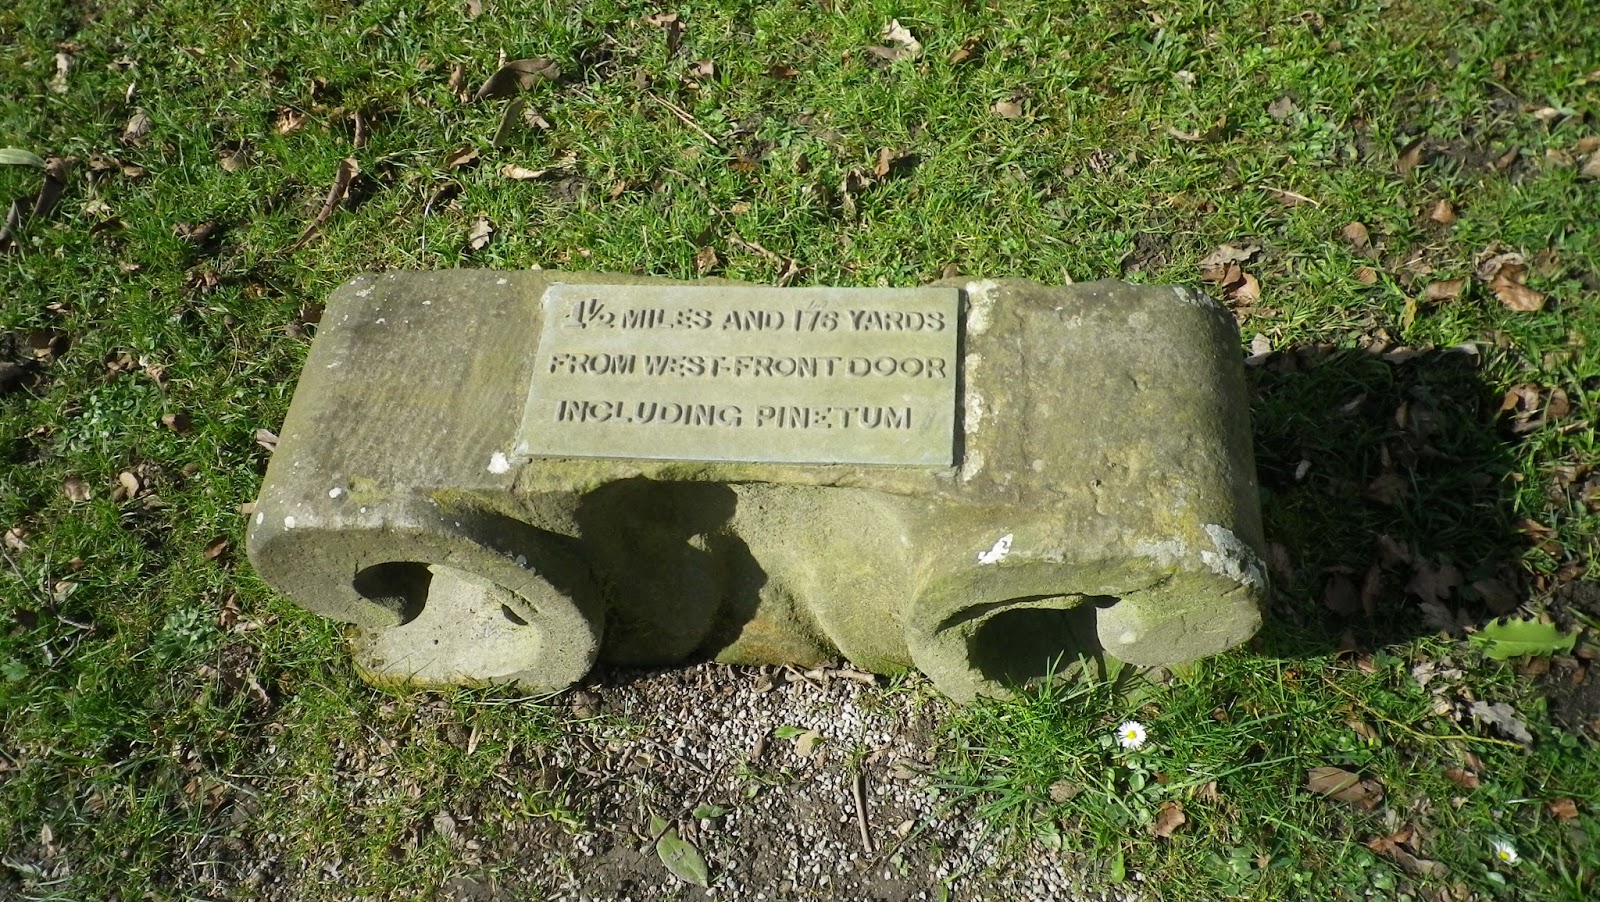 1½ MILES AND 176 YARDS
FROM WEST-FRONT DOOR
INCLUDING PINETUM